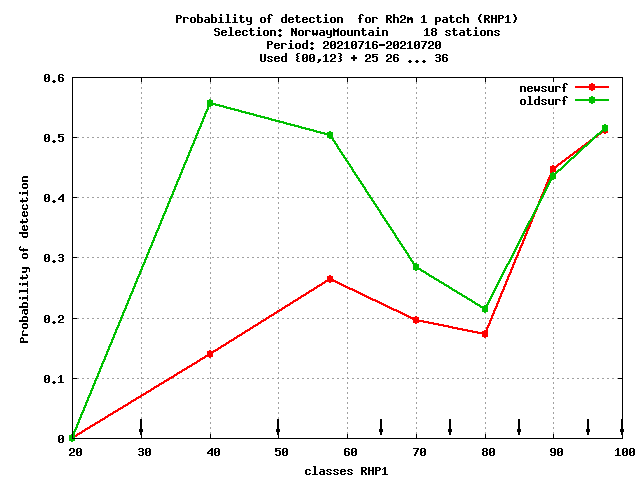 Probability of detection  for Rh2m 1 patch (RHP1)
Selection: NorwayMountain     18 stations
Period: 20210716-20210720
Used {00,12} + 25 26 ... 36
newsurf
oldsurf
0.6
0.5
0.4
0.3
0.2
0.1
0
Probability of detection
20 30 40 50 60 70 80 90 100
classes RHP1